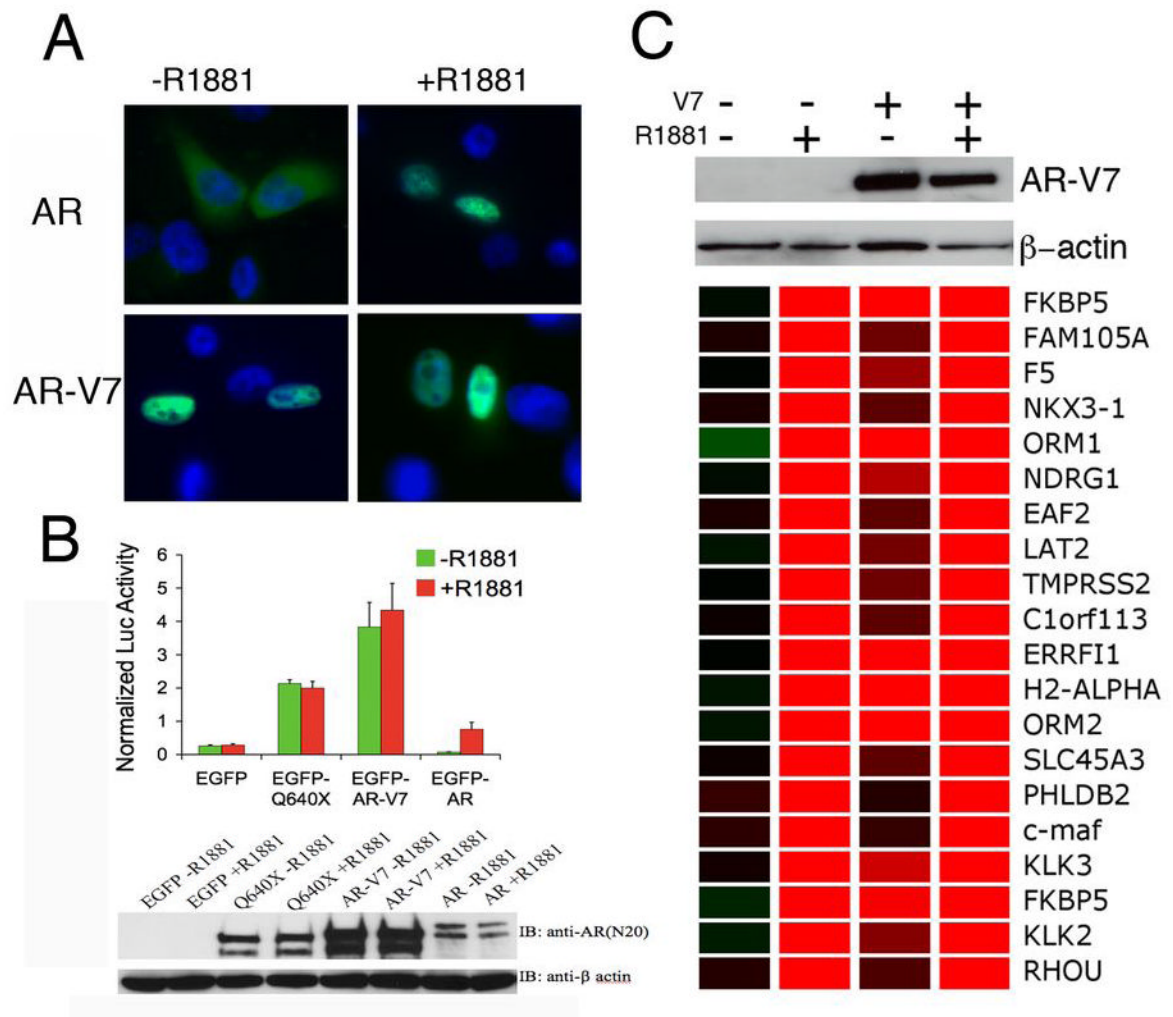 A
-R1881
+R1881
AR
AR-V7
B
Normalized Luc Activity
6
5
4
3
2
1
0
-R1881
+R1881
EGFP
EGFP-
Q640X
EGFP-
AR-V7
EGFP-
AR
EGFP -R1881
EGFP +R1881
Q640X -R1881
Q640X +R1881
AR-V7 -R1881
AR-V7 +R1881
AR -R1881
AR +R1881
IB: anti-AR(N20)
IB: anti-β actin
C
V7 - - + +
R1881 - + - +
AR-V7
β-actin
FKBP5
FAM105A
F5
NKX3-1
ORM1
NDRG1
EAF2
LAT2
TMPRSS2
C1orf113
ERRFI1
H2-ALPHA
ORM2
SLC45A3
PHLDB2
c-maf
KLK3
FKBP5
KLK2
RHOU